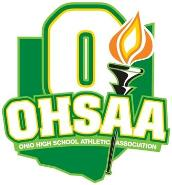 O
OHSAA
OHIO HIGH SCHOOL ATHLETIC ASSOCIATION